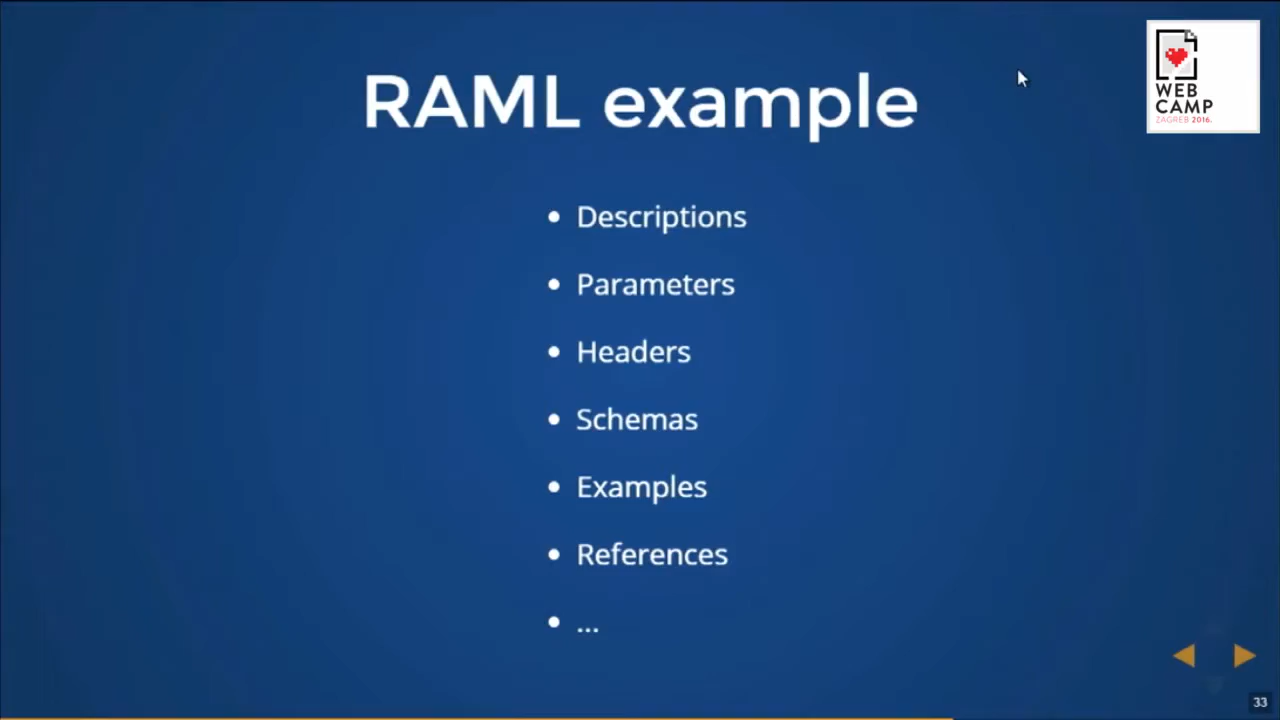 RAML example
WEB
CAMP
ZAGREB 2016.
Descriptions
Parameters
Headers
Schemas
Examples
References
...
33